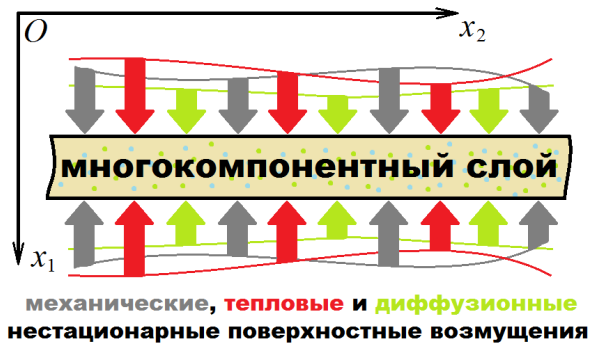 O
x2
многокомпонентный слой
x1
механические, тепловые и диффузионные
нестационарные поверхностные возмущения